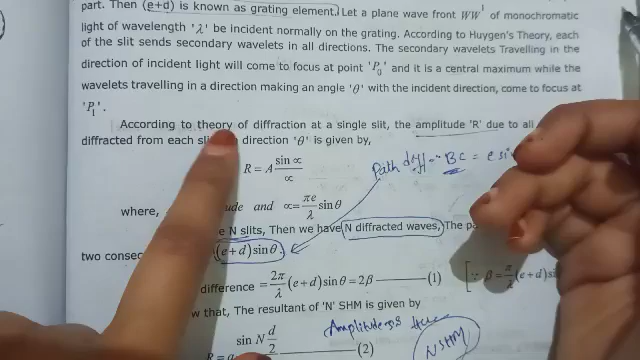 part. Then (e+d) is known as grating element. Let a plane wave front WW' of monochromatic
light of wavelength 'λ' be incident normally on the grating. According to Huygen's Theory, each
of the slit sends secondary wavelets in all directions. The secondary wavelets Travelling in the
direction of incident light will come to focus at point 'P₀' and it is a central maximum while the
wavelets travelling in a direction making an angle 'θ' with the incident direction, come to focus at
'P₁'.
According to theory of diffraction at a single slit, the amplitude 'R' due to all
diffracted from each direction 'θ' is given by,
Path diff BC = e
R = A sin ∝ / ∝
where, and ∝ = πe/λ sin θ
N slits, Then we have N diffracted waves, The
two (e+d) sin θ.
difference = 2π/λ (e+d) sin θ = 2β (1) [∵ β = π/λ (e+d)
that, The resultant of 'N' SHM is given by
sin N d/2 (2)
N SHM